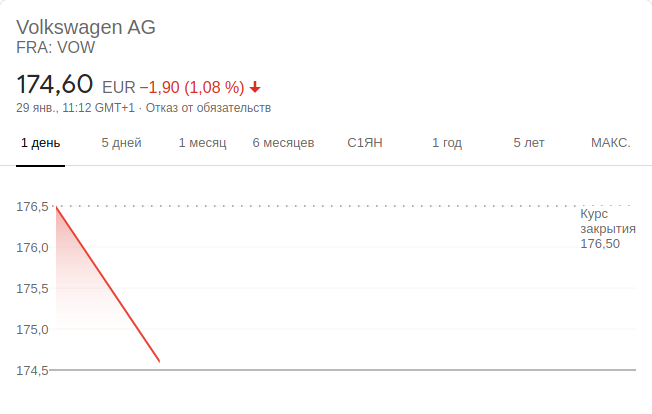 Volkswagen AG
FRA: VOW
174,60 EUR −1,90 (1,08 %)
29 янв., 11:12 GMT+1 · Отказ от обязательств
1 день 5 дней 1 месяц 6 месяцев С1ЯН 1 год 5 лет МАКС.
176,5
176,0
175,5
175,0
174,5
Курс
закрытия
176,50